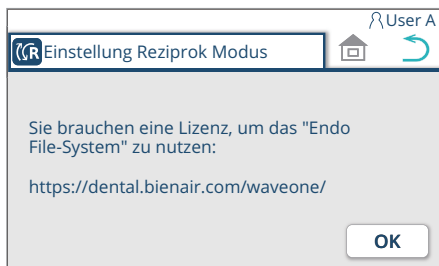 User A
R Einstellung Reziprok Modus
Sie brauchen eine Lizenz, um das "Endo
File-System" zu nutzen:
https://dental.bienair.com/waveone/
OK